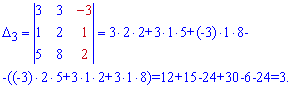 Δ₃ = |3 3 −3
1 2 1
5 8 2| = 3·2·2+3·1·5+(-3)·1·8-
-((-3)·2·5+3·1·2+3·1·8)=12+15-24+30-6-24=3.